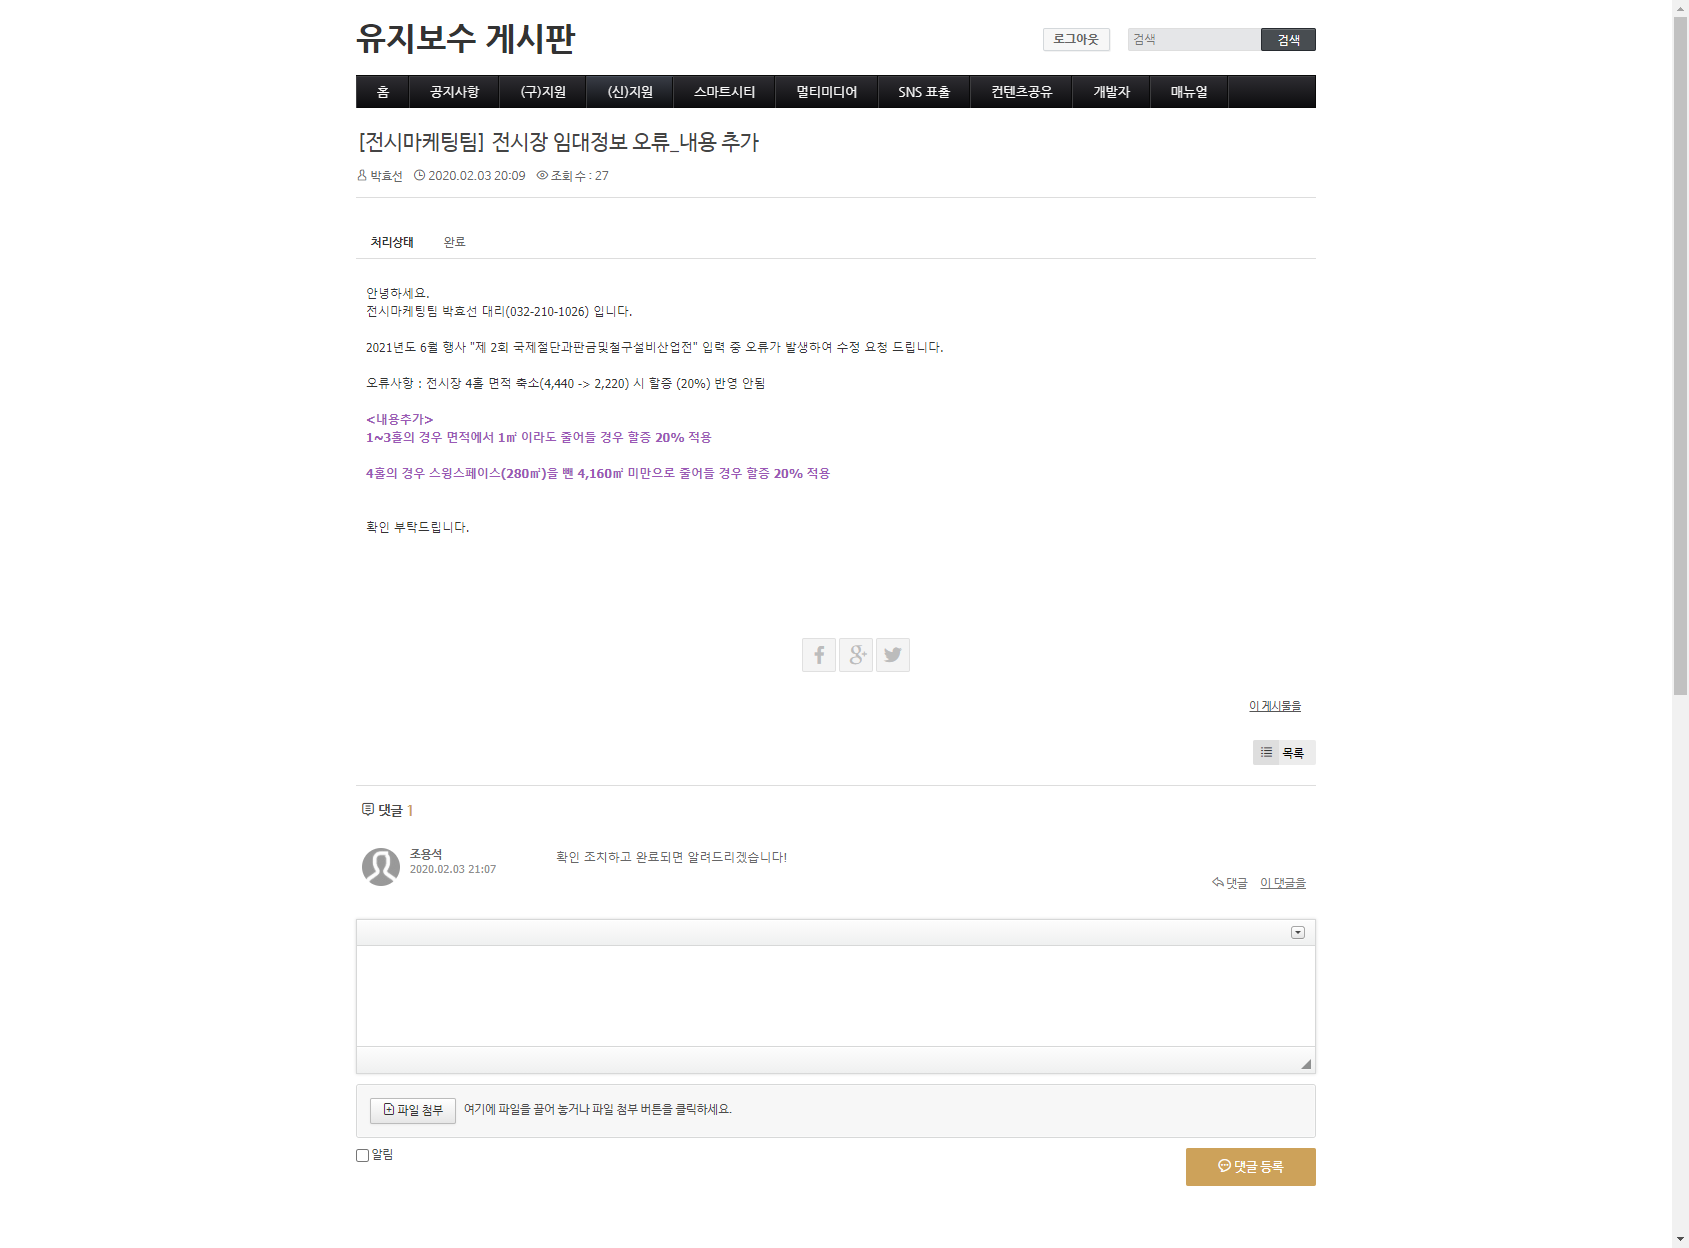 유지보수 게시판
로그아웃 검색 검색
홈 공지사항 (구)지원 (신)지원 스마트시티 멀티미디어 SNS 표출 컨텐츠공유 개발자 매뉴얼
[전시마케팅팀] 전시장 임대정보 오류_내용 추가
박효선 2020.02.03 20:09 조회 수 : 27
처리상태 완료
안녕하세요.
전시마케팅팀 박효선 대리(032-210-1026) 입니다.
2021년도 6월 행사 "제 2회 국제절단과판금및철구설비산업전" 입력 중 오류가 발생하여 수정 요청 드립니다.
오류사항 : 전시장 4홀 면적 축소(4,440 -> 2,220) 시 할증 (20%) 반영 안됨
<내용추가>
1~3홀의 경우 면적에서 1㎡ 이라도 줄어들 경우 할증 20% 적용
4홀의 경우 스윙스페이스(280㎡)을 뺀 4,160㎡ 미만으로 줄어들 경우 할증 20% 적용
확인 부탁드립니다.
이 게시물을
목록
댓글 1
조용석 확인 조치하고 완료되면 알려드리겠습니다!
2020.02.03 21:07
댓글 이 댓글을
파일 첨부 여기에 파일을 끌어 놓거나 파일 첨부 버튼을 클릭하세요.
알림
댓글 등록